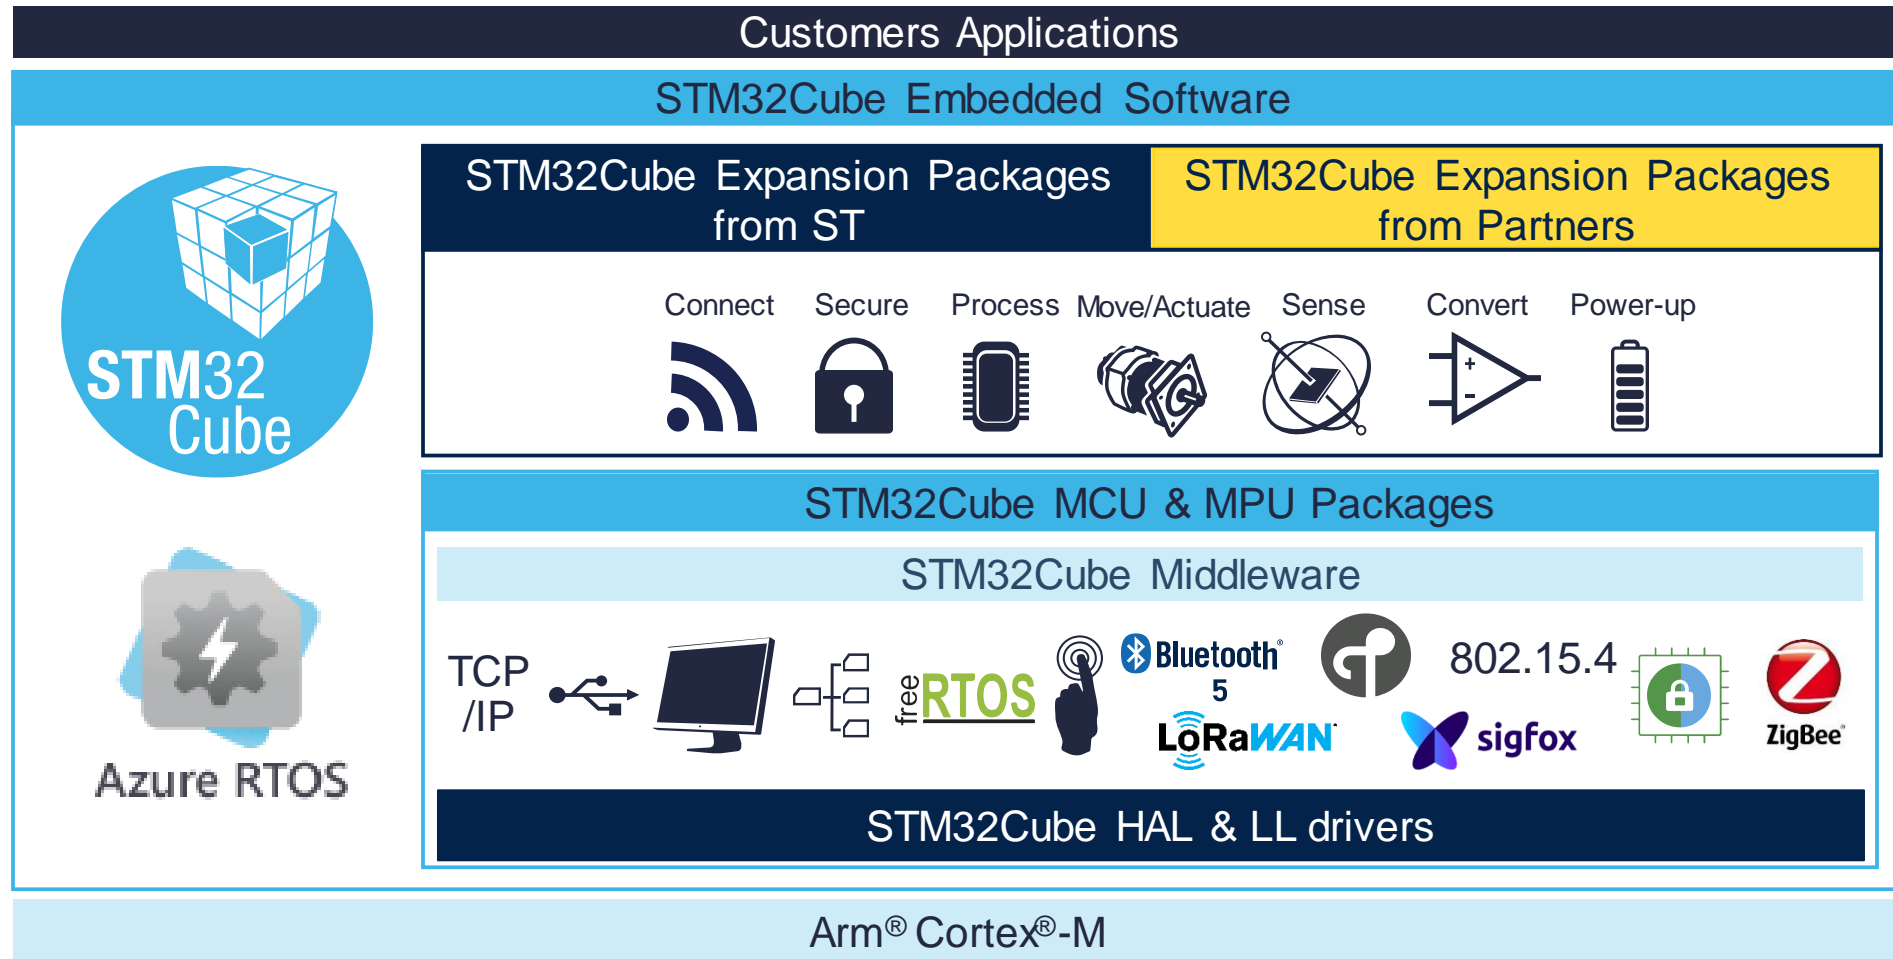 Customers Applications
STM32Cube Embedded Software
STM32
Cube
STM32Cube Expansion Packages
from ST
STM32Cube Expansion Packages
from Partners
Connect
Secure
Process
Move/Actuate
Sense
Convert
Power-up
STM32Cube MCU & MPU Packages
STM32Cube Middleware
TCP
/IP
free
RTOS
Bluetooth®
5
LoRaWAN
802.15.4
sigfox
ZigBee
Azure RTOS
STM32Cube HAL & LL drivers
Arm® Cortex®-M